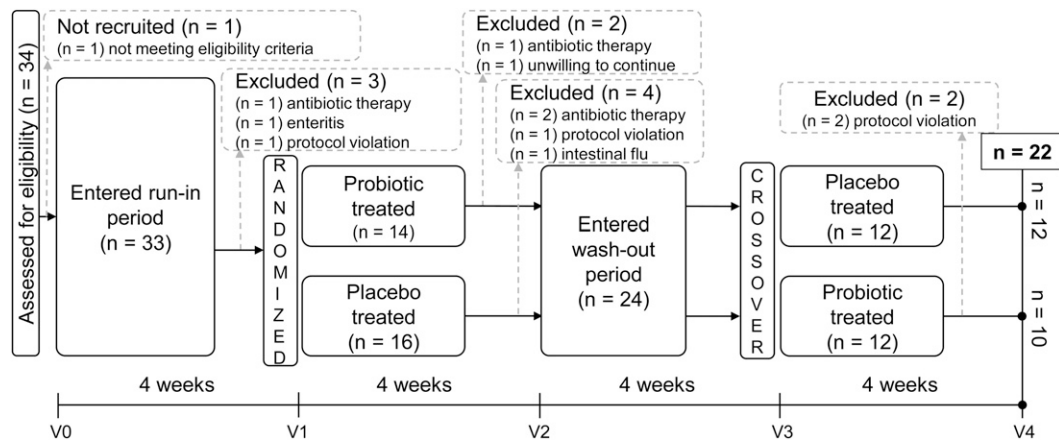 Assessed for eligibility (n = 34)
Not recruited (n = 1)
(n = 1) not meeting eligibility criteria
Entered run-in
period
(n = 33)
Excluded (n = 3)
(n = 1) antibiotic therapy
(n = 1) enteritis
(n = 1) protocol violation
RANDOMIZED
Probiotic
treated
(n = 14)
Placebo
treated
(n = 16)
Excluded (n = 2)
(n = 1) antibiotic therapy
(n = 1) unwilling to continue
Excluded (n = 4)
(n = 2) antibiotic therapy
(n = 1) protocol violation
(n = 1) intestinal flu
Entered
wash-out
period
(n = 24)
CROSSOVER
Placebo
treated
(n = 12)
Probiotic
treated
(n = 12)
Excluded (n = 2)
(n = 2) protocol violation
n = 22
n = 12
n = 10
4 weeks 4 weeks 4 weeks 4 weeks
V0 V1 V2 V3 V4